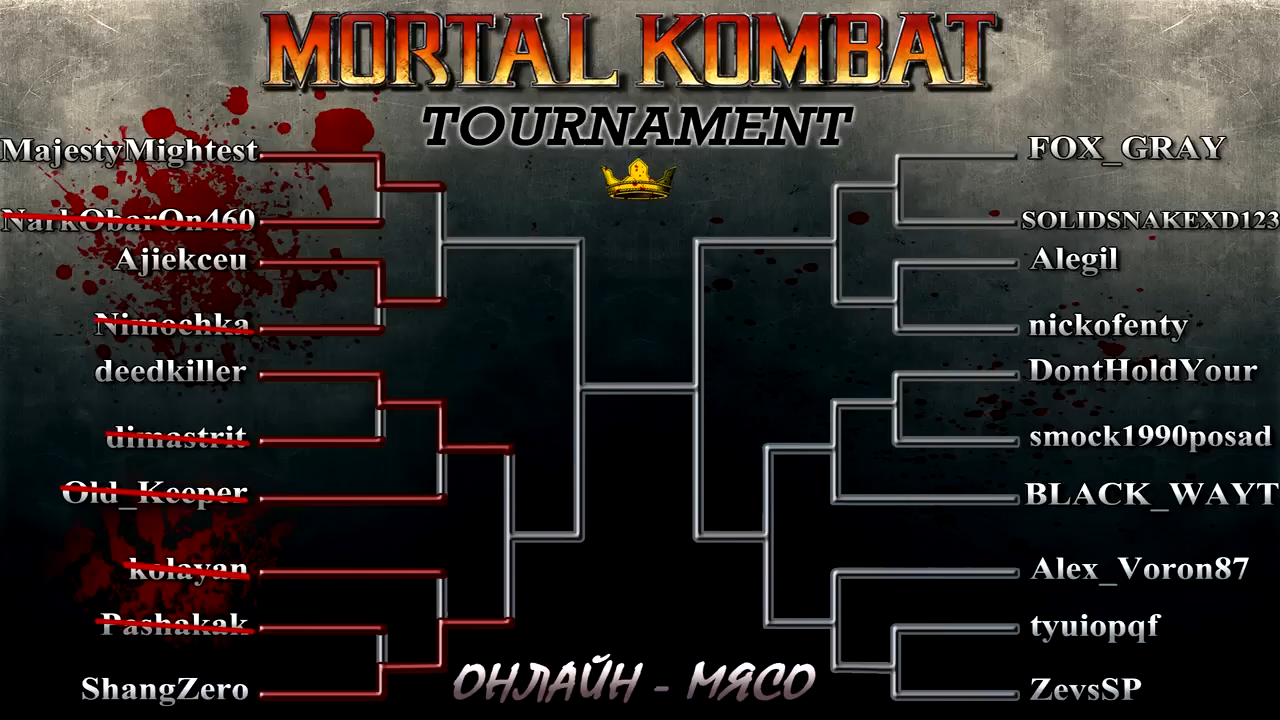 MORTAL KOMBAT
TOURNAMENT
MajestyMightest
NarkObarOn460
Ajiekceu
Nimochka
deedkiller
dimastrit
Old_Keeper
kolayan
Pashakak
ShangZero
FOX_GRAY
SOLIDSNAKEXD123
Alegil
nickofenty
DontHoldYour
smock1990posad
BLACK_WAYT
Alex_Voron87
tyuiopqf
ZevsSP
ОНЛАЙН - МЯСО